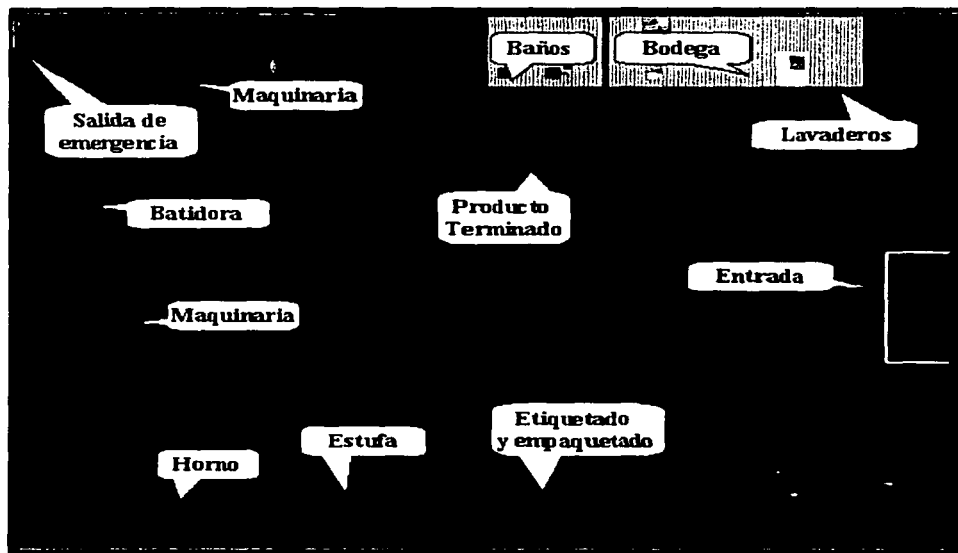 Baños
Bodega
Maquinaria
Salida de
emergencia
Lavaderos
Batidora
Producto
Terminado
Entrada
Maquinaria
Etiquetado
y empaquetado
Estufa
Horno